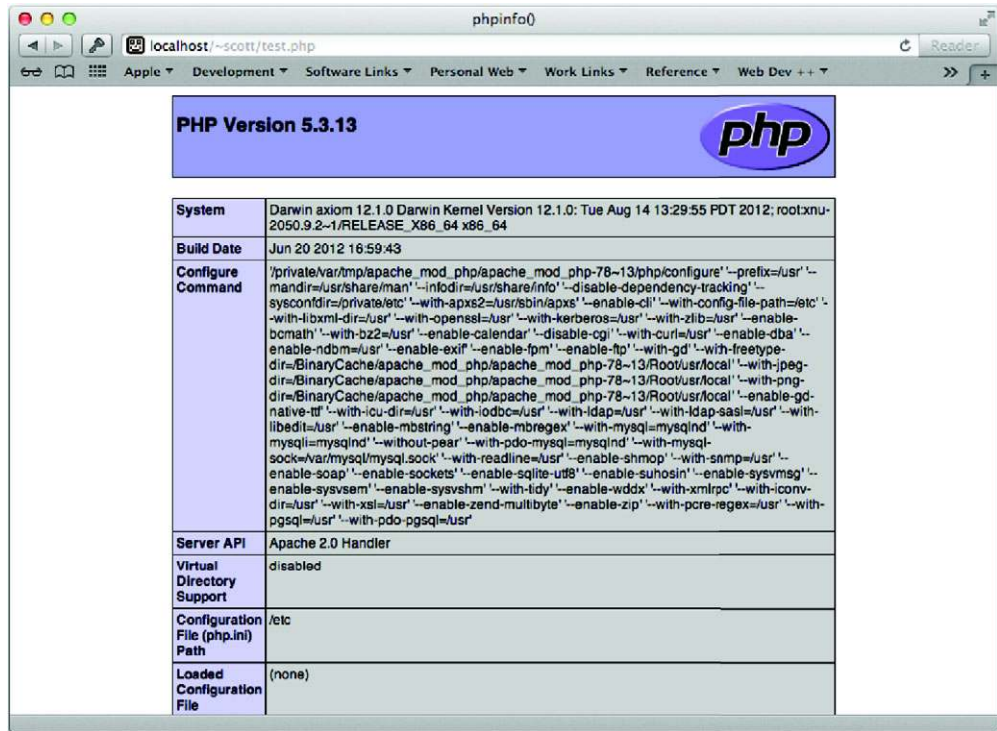 phpinfo()
localhost/~scott/test.php
Reader
Apple
Development
Software Links
Personal Web
Work Links
Reference
Web Dev ++
PHP Version 5.3.13
php
System
Darwin axiom 12.1.0 Darwin Kernel Version 12.1.0: Tue Aug 14 13:29:55 PDT 2012; root:xnu-
2050.9.2~1/RELEASE_X86_64 x86_64
Build Date
Jun 20 2012 16:59:43
Configure
Command
'/private/var/tmp/apache_mod_php/apache_mod_php-78~13/php/configure' '--prefix=/usr' '--
mandir=/usr/share/man' '--infodir=/usr/share/info' '--disable-dependency-tracking' '--
sysconfdir=/private/etc' '--with-apxs2=/usr/sbin/apxs' '--enable-cli' '--with-config-file-path=/etc' '-
-with-libxml-dir=/usr' '--with-openssl=/usr' '--with-kerberos=/usr' '--with-zlib=/usr' '--enable-
bcmath' '--with-bz2=/usr' '--enable-calendar' '--disable-cgi' '--with-curl=/usr' '--enable-dba' '--
enable-ndbm=/usr' '--enable-exif' '--enable-fpm' '--enable-ftp' '--with-gd' '--with-freetype-
dir=/BinaryCache/apache_mod_php/apache_mod_php-78~13/Root/usr/local' '--with-jpeg-
dir=/BinaryCache/apache_mod_php/apache_mod_php-78~13/Root/usr/local' '--with-png-
dir=/BinaryCache/apache_mod_php/apache_mod_php-78~13/Root/usr/local' '--enable-gd-
native-ttf' '--with-icu-dir=/usr' '--with-iodbc=/usr' '--with-ldap=/usr' '--with-ldap-sasl=/usr' '--with-
libedit=/usr' '--enable-mbstring' '--enable-mbregex' '--with-mysql=mysqlnd' '--with-
mysqli=mysqlnd' '--without-pear' '--with-pdo-mysql=mysqlnd' '--with-mysql-
sock=/var/mysql/mysql.sock' '--with-readline=/usr' '--enable-shmop' '--with-snmp=/usr' '--
enable-soap' '--enable-sockets' '--enable-sqlite-utf8' '--enable-suhosin' '--enable-sysvmsg' '--
enable-sysvsem' '--enable-sysvshm' '--with-tidy' '--enable-wddx' '--with-xmlrpc' '--with-iconv-
dir=/usr' '--with-xsl=/usr' '--enable-zend-multibyte' '--enable-zip' '--with-pcre-regex=/usr' '--with-
pgsql=/usr' '--with-pdo-pgsql=/usr'
Server API
Apache 2.0 Handler
Virtual
Directory
Support
disabled
Configuration
File (php.ini)
Path
/etc
Loaded
Configuration
File
(none)